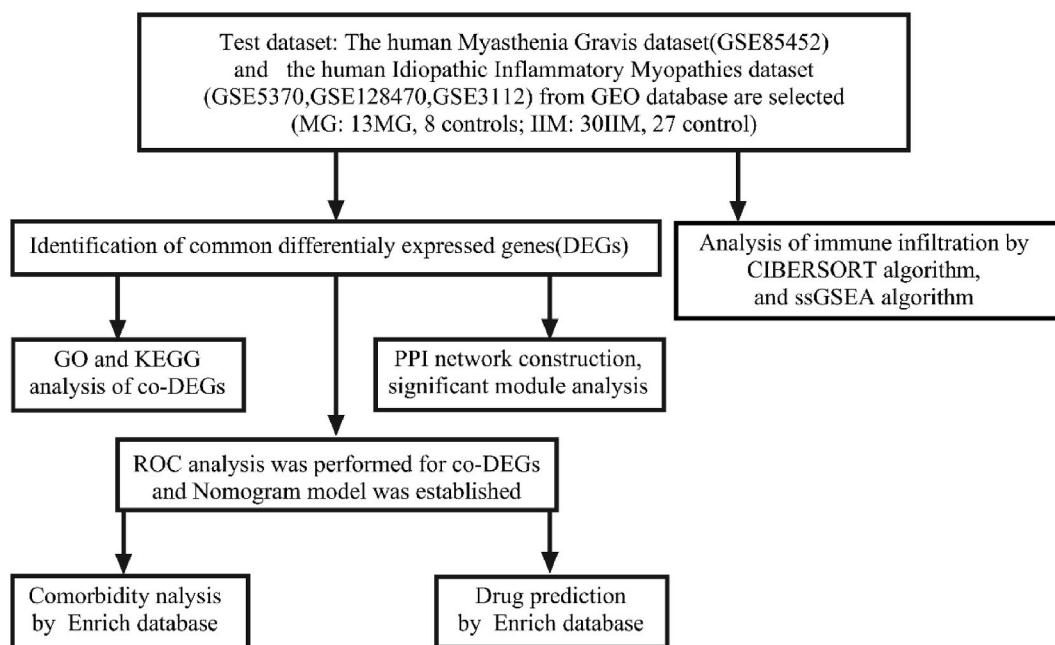 Test dataset: The human Myasthenia Gravis dataset(GSE85452)
and the human Idiopathic Inflammatory Myopathies dataset
(GSE5370,GSE128470,GSE3112) from GEO database are selected
(MG: 13MG, 8 controls; IIM: 30IIM, 27 control)
Identification of common differentialy expressed genes(DEGs)
Analysis of immune infiltration by
CIBERSORT algorithm,
and ssGSEA algorithm
GO and KEGG
analysis of co-DEGs
PPI network construction,
significant module analysis
ROC analysis was performed for co-DEGs
and Nomogram model was established
Comorbidity nalysis
by Enrich database
Drug prediction
by Enrich database